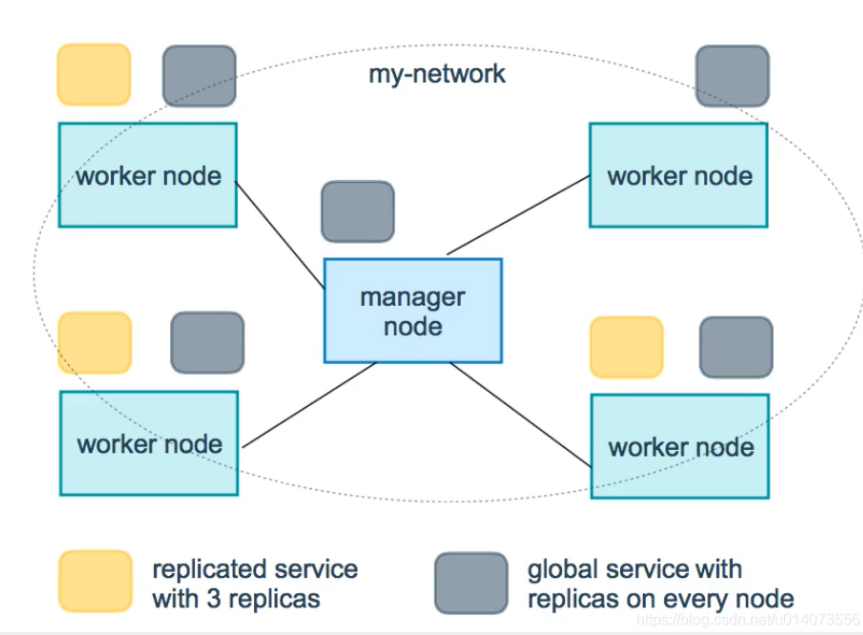 my-network
worker node
worker node
manager
node
worker node
worker node
replicated service
with 3 replicas
global service with
replicas on every node
https://blog.csdn.net/u014073556